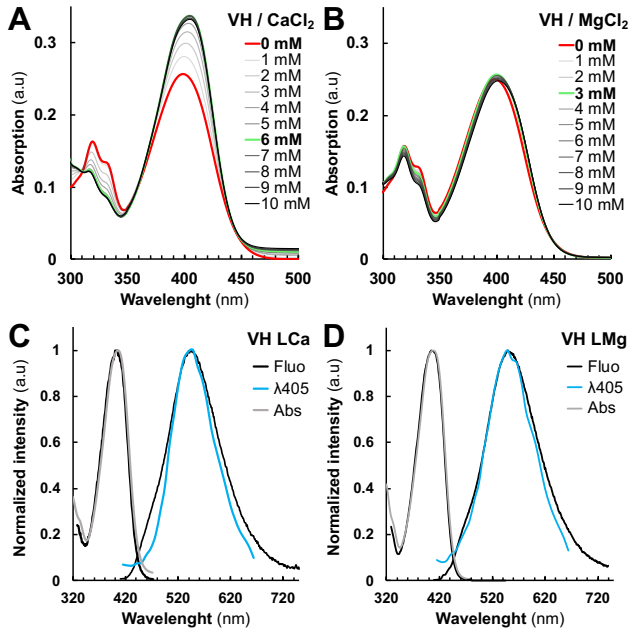 A
VH / CaCl2
0 mM
1 mM
2 mM
3 mM
4 mM
5 mM
6 mM
7 mM
8 mM
9 mM
10 mM
Absorption (a.u)
0.3
0.2
0.1
0
300 350 400 450 500
Wavelenght (nm)
B
VH / MgCl2
0 mM
1 mM
2 mM
3 mM
4 mM
5 mM
6 mM
7 mM
8 mM
9 mM
10 mM
Absorption (a.u)
0.3
0.2
0.1
0
300 350 400 450 500
Wavelenght (nm)
C
VH LCa
Fluo
λ405
Abs
Normalized intensity (a.u)
1
0.8
0.6
0.4
0.2
0
320 420 520 620 720
Wavelenght (nm)
D
VH LMg
Fluo
λ405
Abs
Normalized intensity (a.u)
1
0.8
0.6
0.4
0.2
0
320 420 520 620 720
Wavelenght (nm)